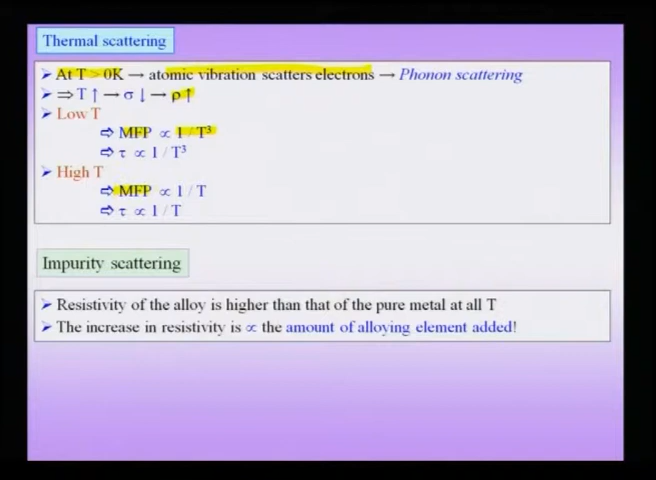 Thermal scattering
➢ At T > 0K → atomic vibration scatters electrons → Phonon scattering
➢ ⇒ T ↑ → σ ↓ → ρ ↑
➢ Low T
⇨ MFP ∝ 1 / T³
⇨ τ ∝ 1 / T³
➢ High T
⇨ MFP ∝ 1 / T
⇨ τ ∝ 1 / T
Impurity scattering
➢ Resistivity of the alloy is higher than that of the pure metal at all T
➢ The increase in resistivity is ∝ the amount of alloying element added!